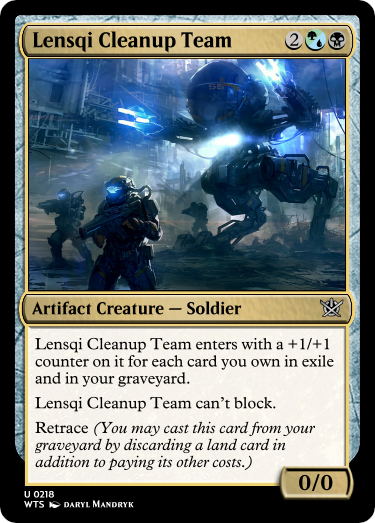 Lensqi Cleanup Team 2
Artifact Creature — Soldier
Lensqi Cleanup Team enters with a +1/+1
counter on it for each card you own in exile
and in your graveyard.
Lensqi Cleanup Team can't block.
Retrace (You may cast this card from your
graveyard by discarding a land card in
addition to paying its other costs.)
0/0
U 0218
WTS DARYL MANDRYK